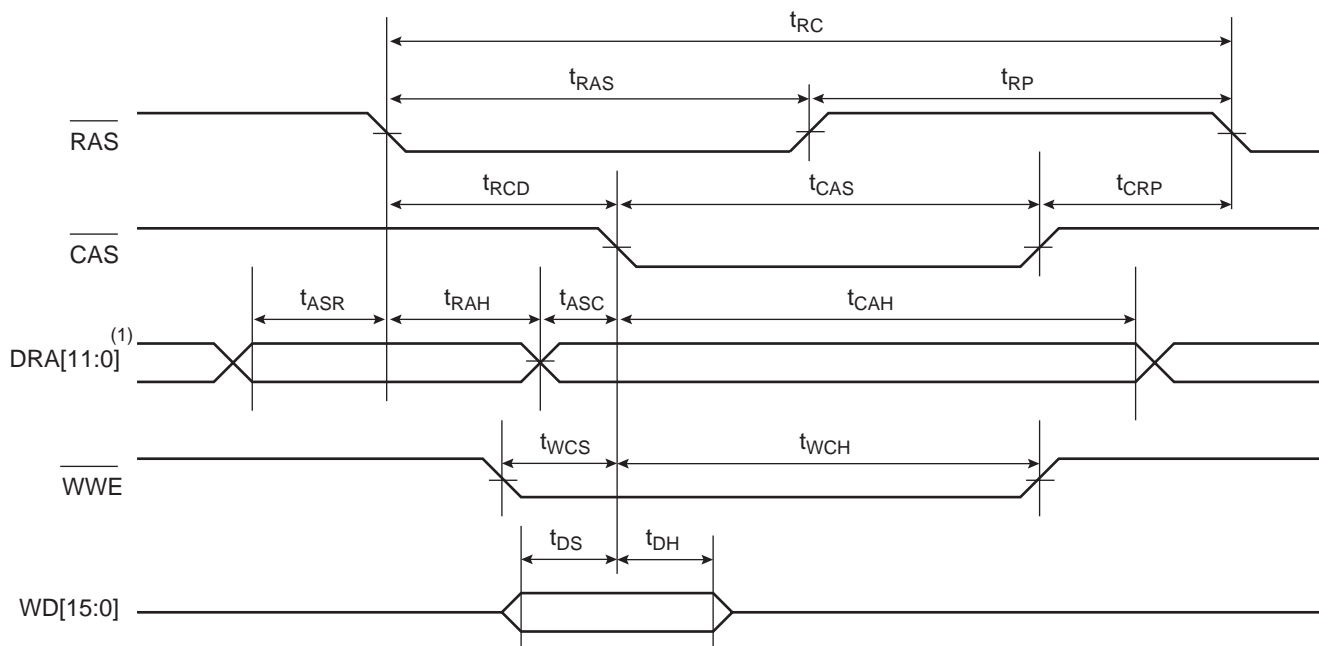 tRC
tRAS tRP
RAS
tRCD tCAS tCRP
CAS
tASR tRAH tASC tCAH
DRA[11:0](1)
tWCS tWCH
WWE
tDS tDH
WD[15:0]